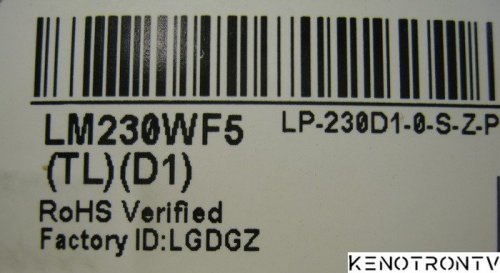 LM230WF5 LP-230D1-0-S-Z-P
(TL)(D1)
RoHS Verified
Factory ID:LGDGZ
KENOTRONTV